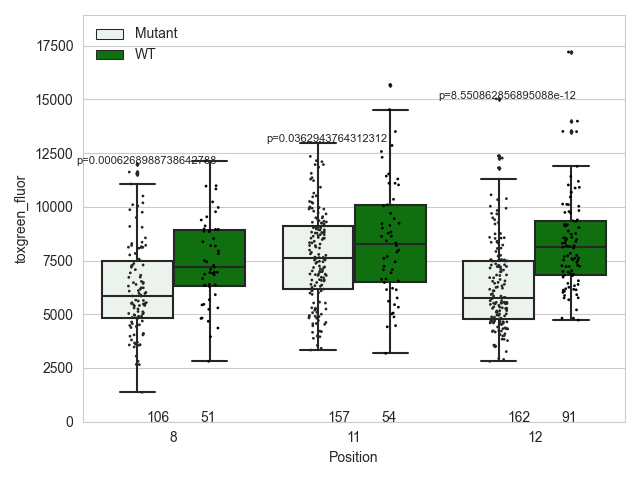 Mutant
WT
17500
15000
12500
10000
7500
5000
2500
0
toxgreen_fluor
p=0.0006268988738642788
p=0.0362943764312312
p=8.550862856895088e-12
106 51 157 54 162 91
8 11 12
Position